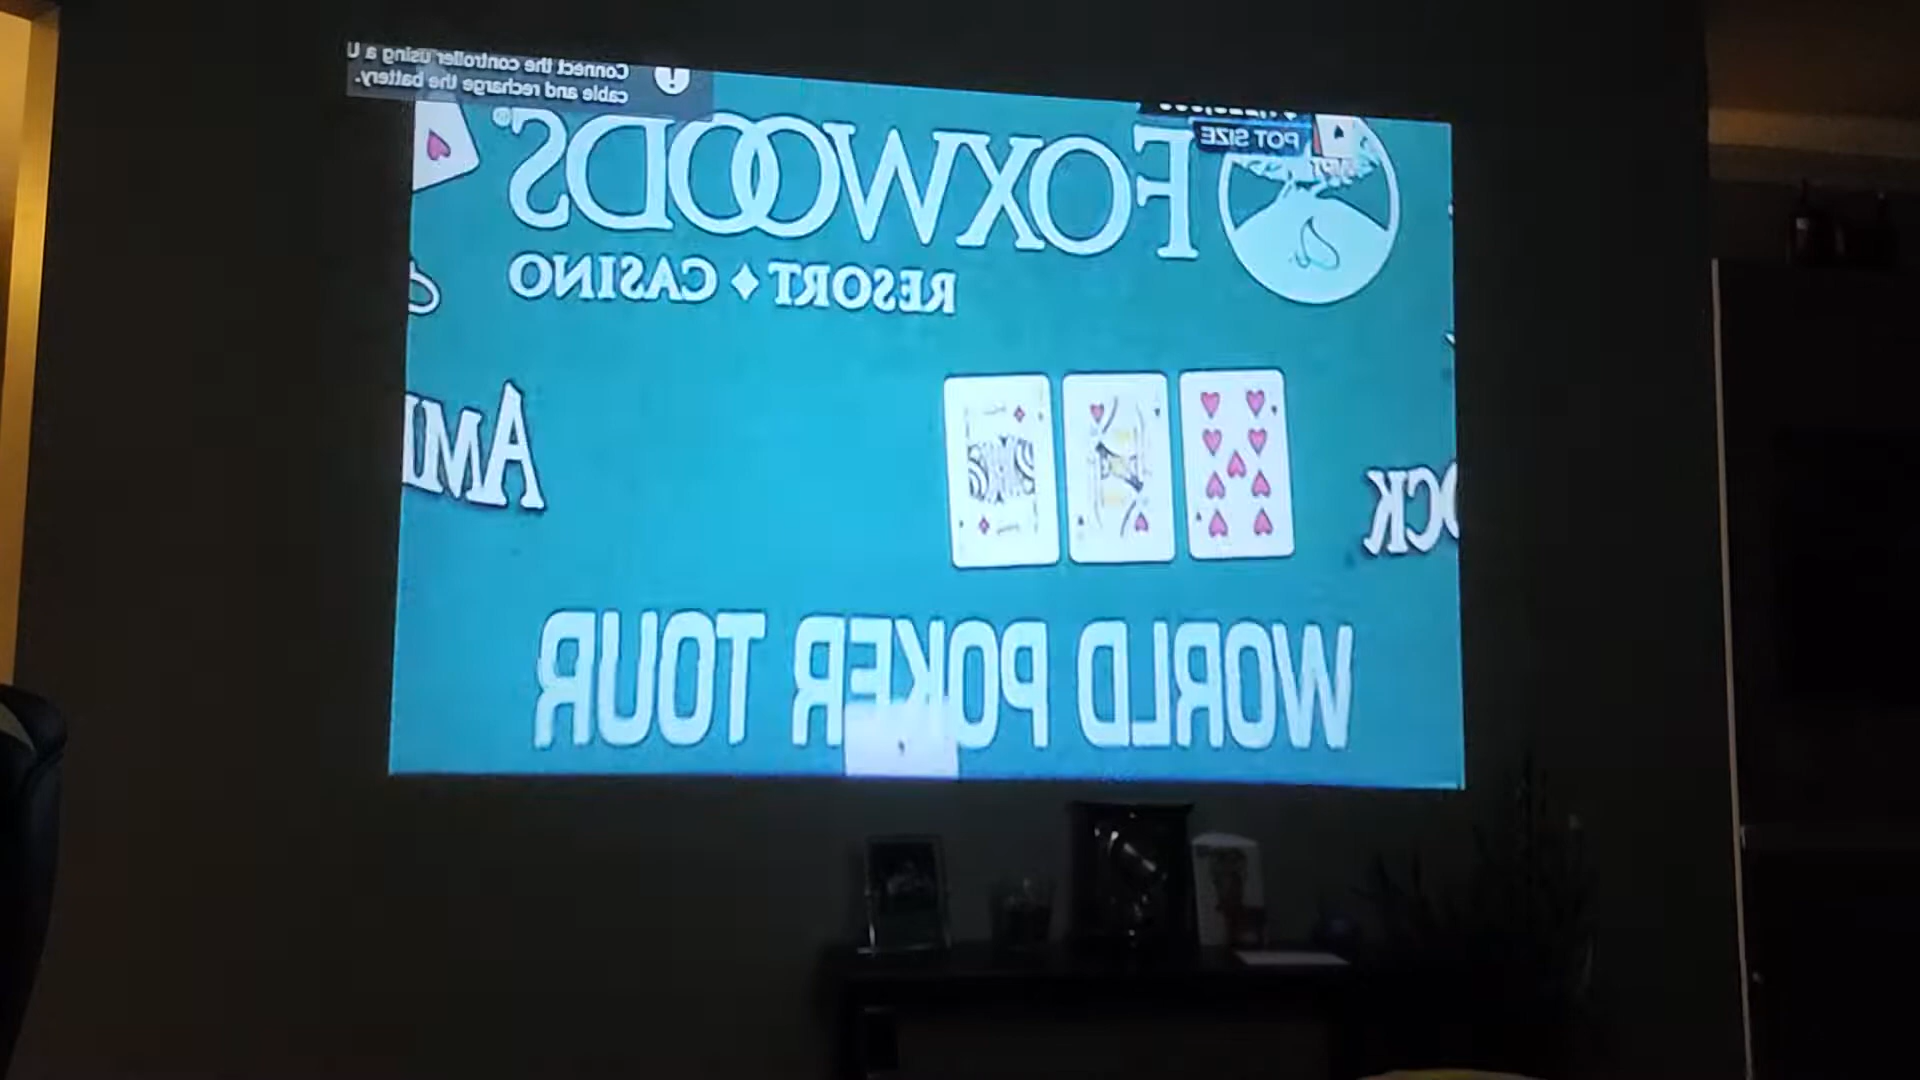 Connect the controller using a U
cable and recharge the battery.
POT SIZE
FOXWOODS®
RESORT ♦ CASINO
WORLD POKER TOUR